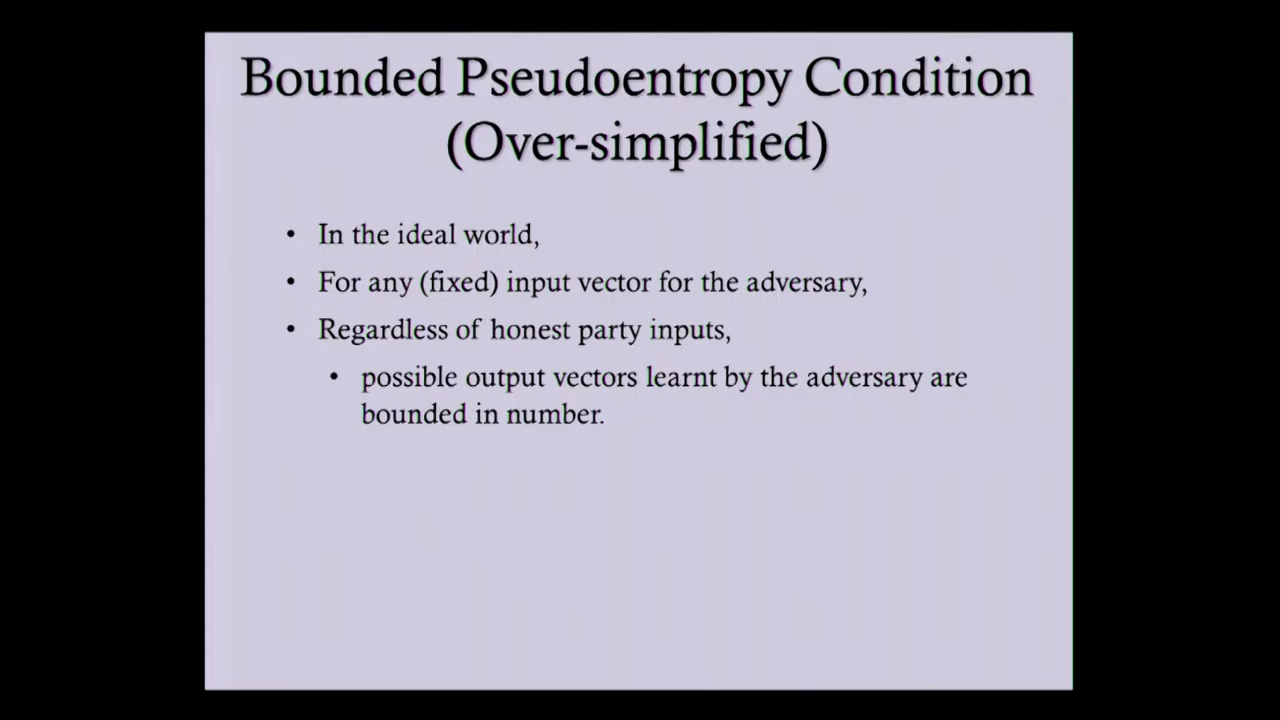 Bounded Pseudoentropy Condition
(Over-simplified)
• In the ideal world,
• For any (fixed) input vector for the adversary,
• Regardless of honest party inputs,
• possible output vectors learnt by the adversary are
bounded in number.